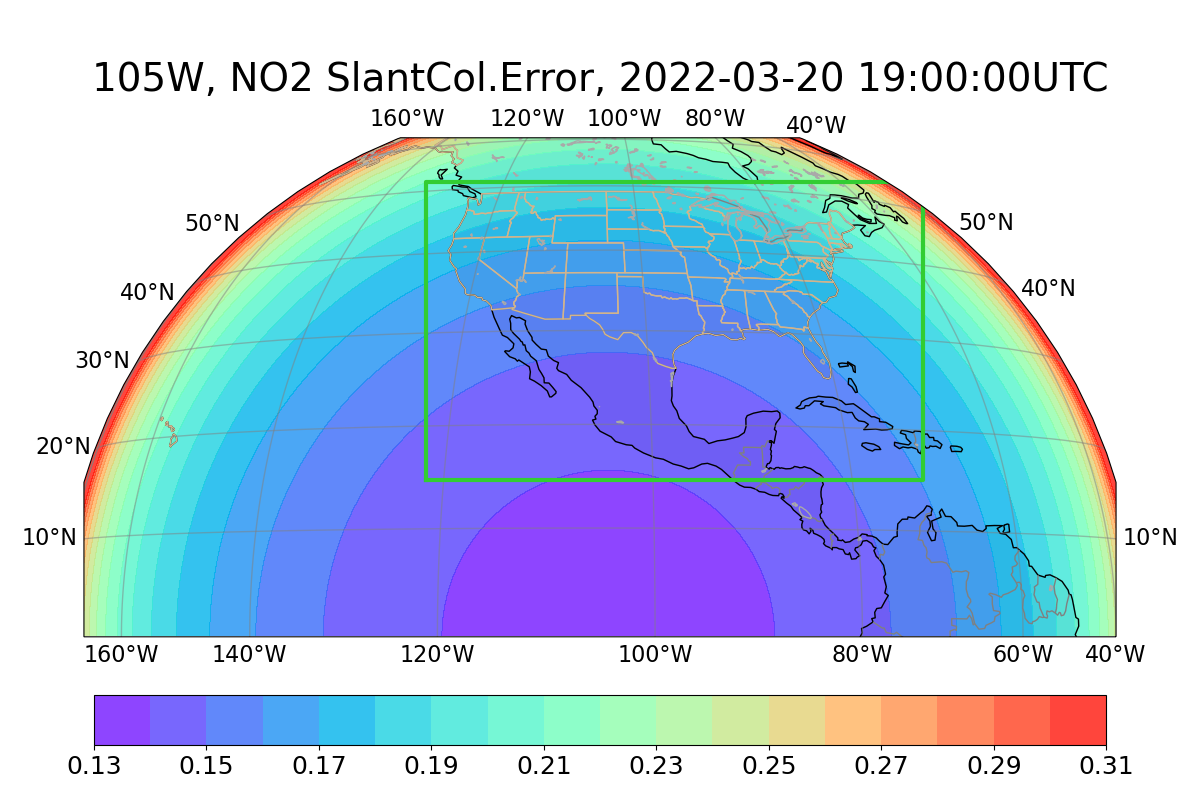 105W, NO2 SlantCol.Error, 2022-03-20 19:00:00UTC
160°W 120°W 100°W 80°W 40°W
50°N 50°N
40°N 40°N
30°N
20°N
10°N 10°N
160°W 140°W 120°W 100°W 80°W 60°W 40°W
0.13 0.15 0.17 0.19 0.21 0.23 0.25 0.27 0.29 0.31